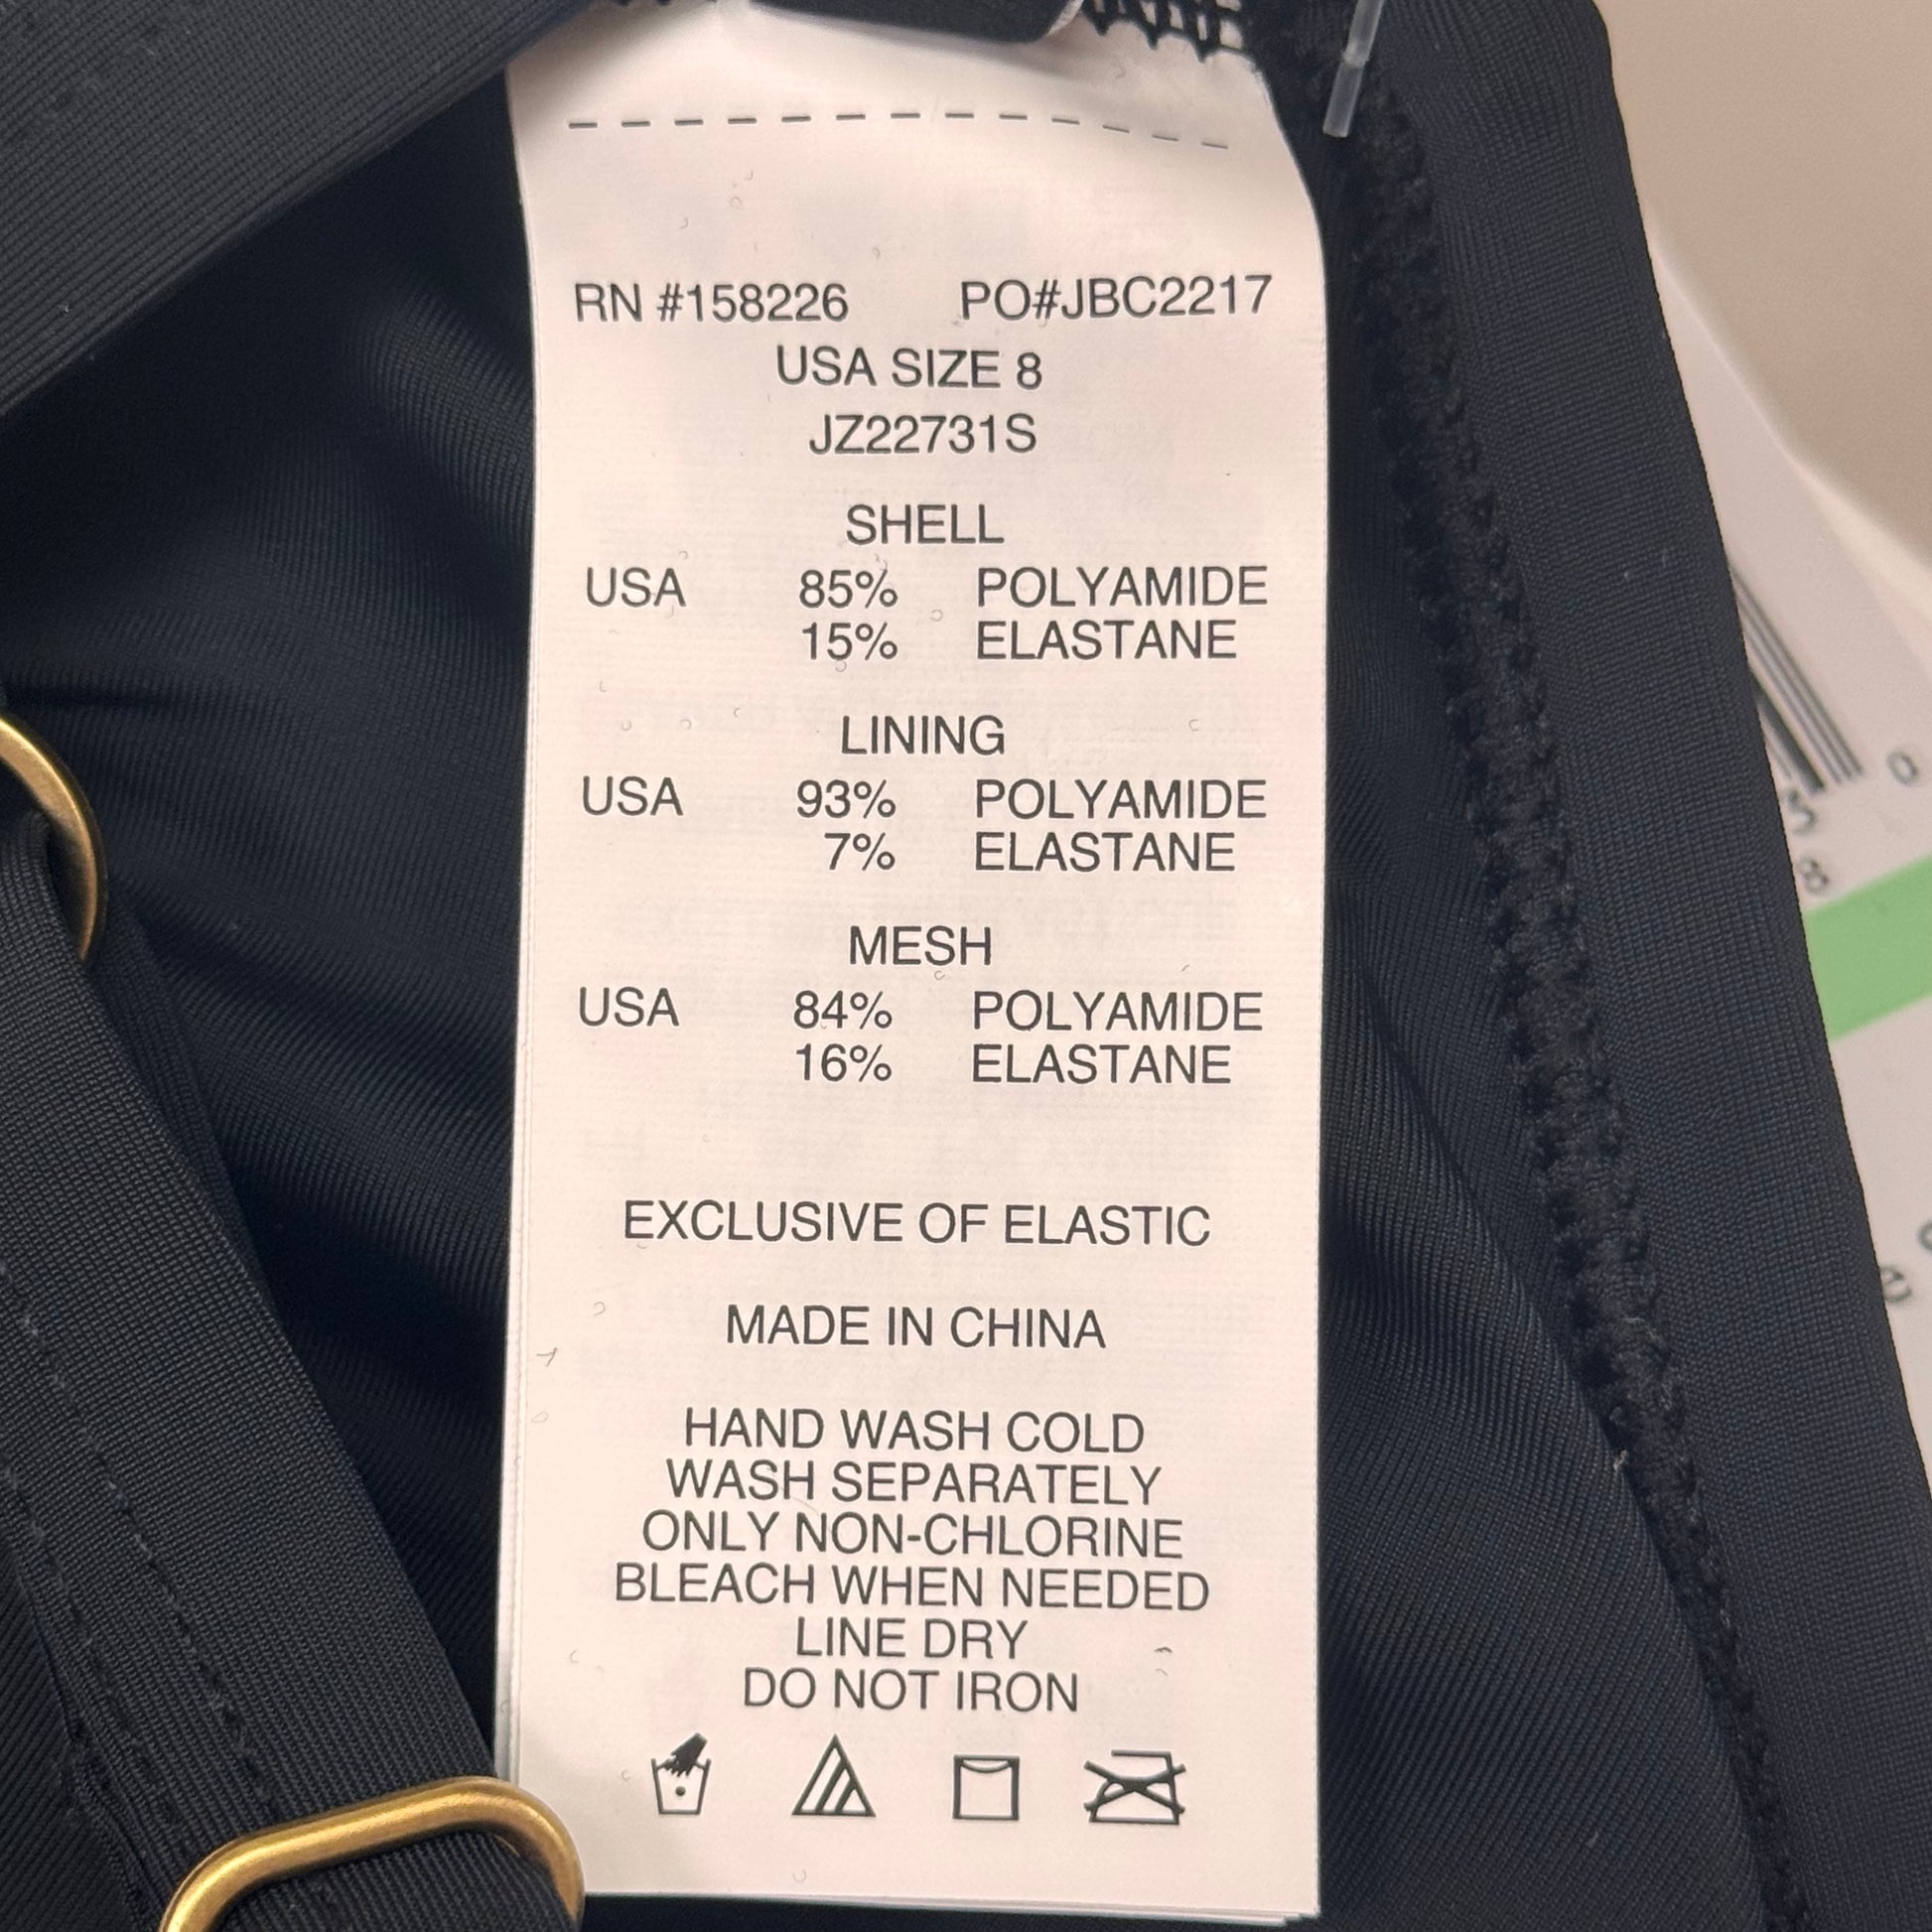 RN #158226 PO#JBC2217
USA SIZE 8
JZ22731S
SHELL
USA 85% POLYAMIDE
15% ELASTANE
LINING
USA 93% POLYAMIDE
7% ELASTANE
MESH
USA 84% POLYAMIDE
16% ELASTANE
EXCLUSIVE OF ELASTIC
MADE IN CHINA
HAND WASH COLD
WASH SEPARATELY
ONLY NON-CHLORINE
BLEACH WHEN NEEDED
LINE DRY
DO NOT IRON